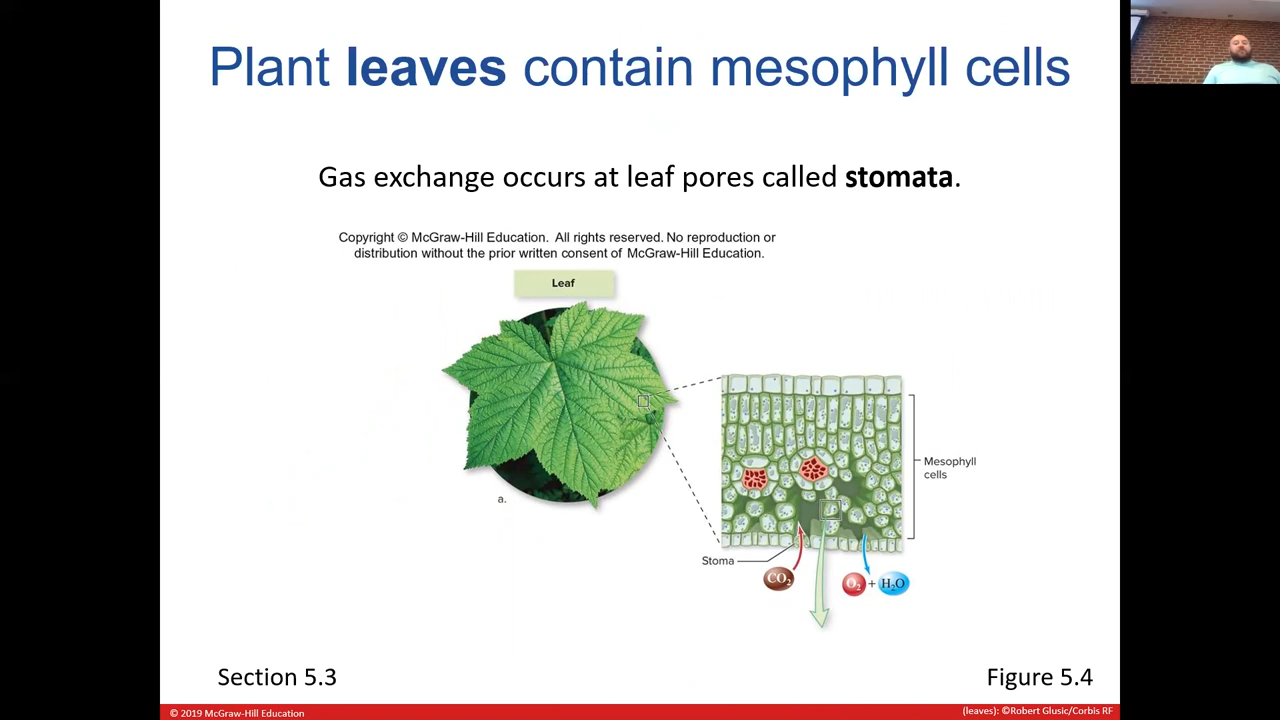 Plant leaves contain mesophyll cells
Gas exchange occurs at leaf pores called stomata.
Copyright © McGraw-Hill Education. All rights reserved. No reproduction or
distribution without the prior written consent of McGraw-Hill Education.
Leaf
a.
Mesophyll
cells
Stoma
CO₂
O₂ + H₂O
Section 5.3
Figure 5.4
© 2019 McGraw-Hill Education
(leaves): ©Robert Glusic/Corbis RF